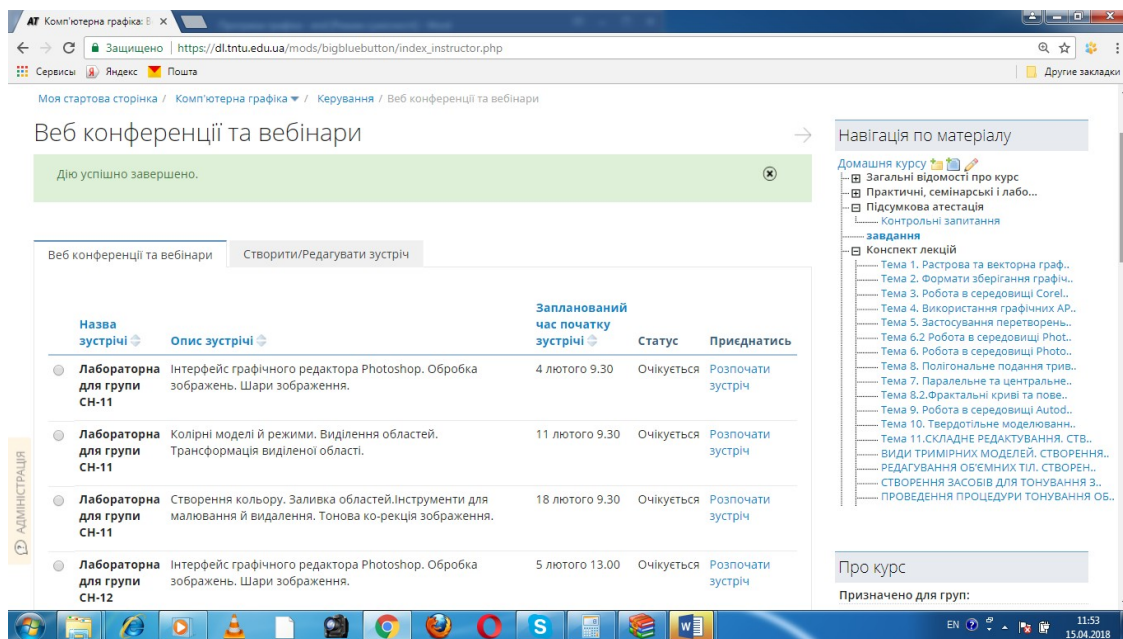 Комп'ютерна графіка: В
Защищено https://dl.tntu.edu.ua/mods/bigbluebutton/index_instructor.php
Сервисы Яндекс Пошта Другие закладки
Моя стартова сторінка / Комп'ютерна графіка / Керування / Веб конференції та вебінари
Веб конференції та вебінари
Дію успішно завершено.
Веб конференції та вебінари Створити/Редагувати зустріч
Назва зустрічі
Опис зустрічі
Запланований час початку зустрічі
Статус
Приєднатись
Лабораторна Інтерфейс графічного редактора Photoshop. Обробка 4 лютого 9.30 Очікується Розпочати
для групи зображень. Шари зображення. зустріч
СН-11
Лабораторна Колірні моделі й режими. Виділення областей. 11 лютого 9.30 Очікується Розпочати
для групи Трансформація виділеної області. зустріч
СН-11
Лабораторна Створення кольору. Заливка областей.Інструменти для 18 лютого 9.30 Очікується Розпочати
для групи малювання й видалення. Тонова ко-рекція зображення. зустріч
СН-11
Лабораторна Інтерфейс графічного редактора Photoshop. Обробка 5 лютого 13.00 Очікується Розпочати
для групи зображень. Шари зображення. зустріч
СН-12
АДМІНІСТРАЦІЯ
Навігація по матеріалу
Домашня курсу
Загальні відомості про курс
Практичні, семінарські і лабо...
Підсумкова атестація
Контрольні запитання
завдання
Конспект лекцій
Тема 1. Растрова та векторна граф..
Тема 2. Формати зберігання графіч..
Тема 3. Робота в середовищі Corel..
Тема 4. Використання графічних AP..
Тема 5. Застосування перетворень..
Тема 6.2 Робота в середовищі Phot..
Тема 6. Робота в середовищі Photo..
Тема 8. Полігональне подання трив..
Тема 7. Паралельне та центральне..
Тема 8.2.Фрактальні криві та пове..
Тема 9. Робота в середовищі Autod..
Тема 10. Твердотільне моделюванн..
Тема 11.СКЛАДНЕ РЕДАКТУВАННЯ. СТВ..
ВИДИ ТРИМІРНИХ МОДЕЛЕЙ. СТВОРЕННЯ..
РЕДАГУВАННЯ ОБ'ЄМНИХ ТІЛ. СТВОРЕН..
СТВОРЕННЯ ЗАСОБІВ ДЛЯ ТОНУВАННЯ З..
ПРОВЕДЕННЯ ПРОЦЕДУРИ ТОНУВАННЯ ОБ..
Про курс
Призначено для груп:
EN 11:53
15.04.2018